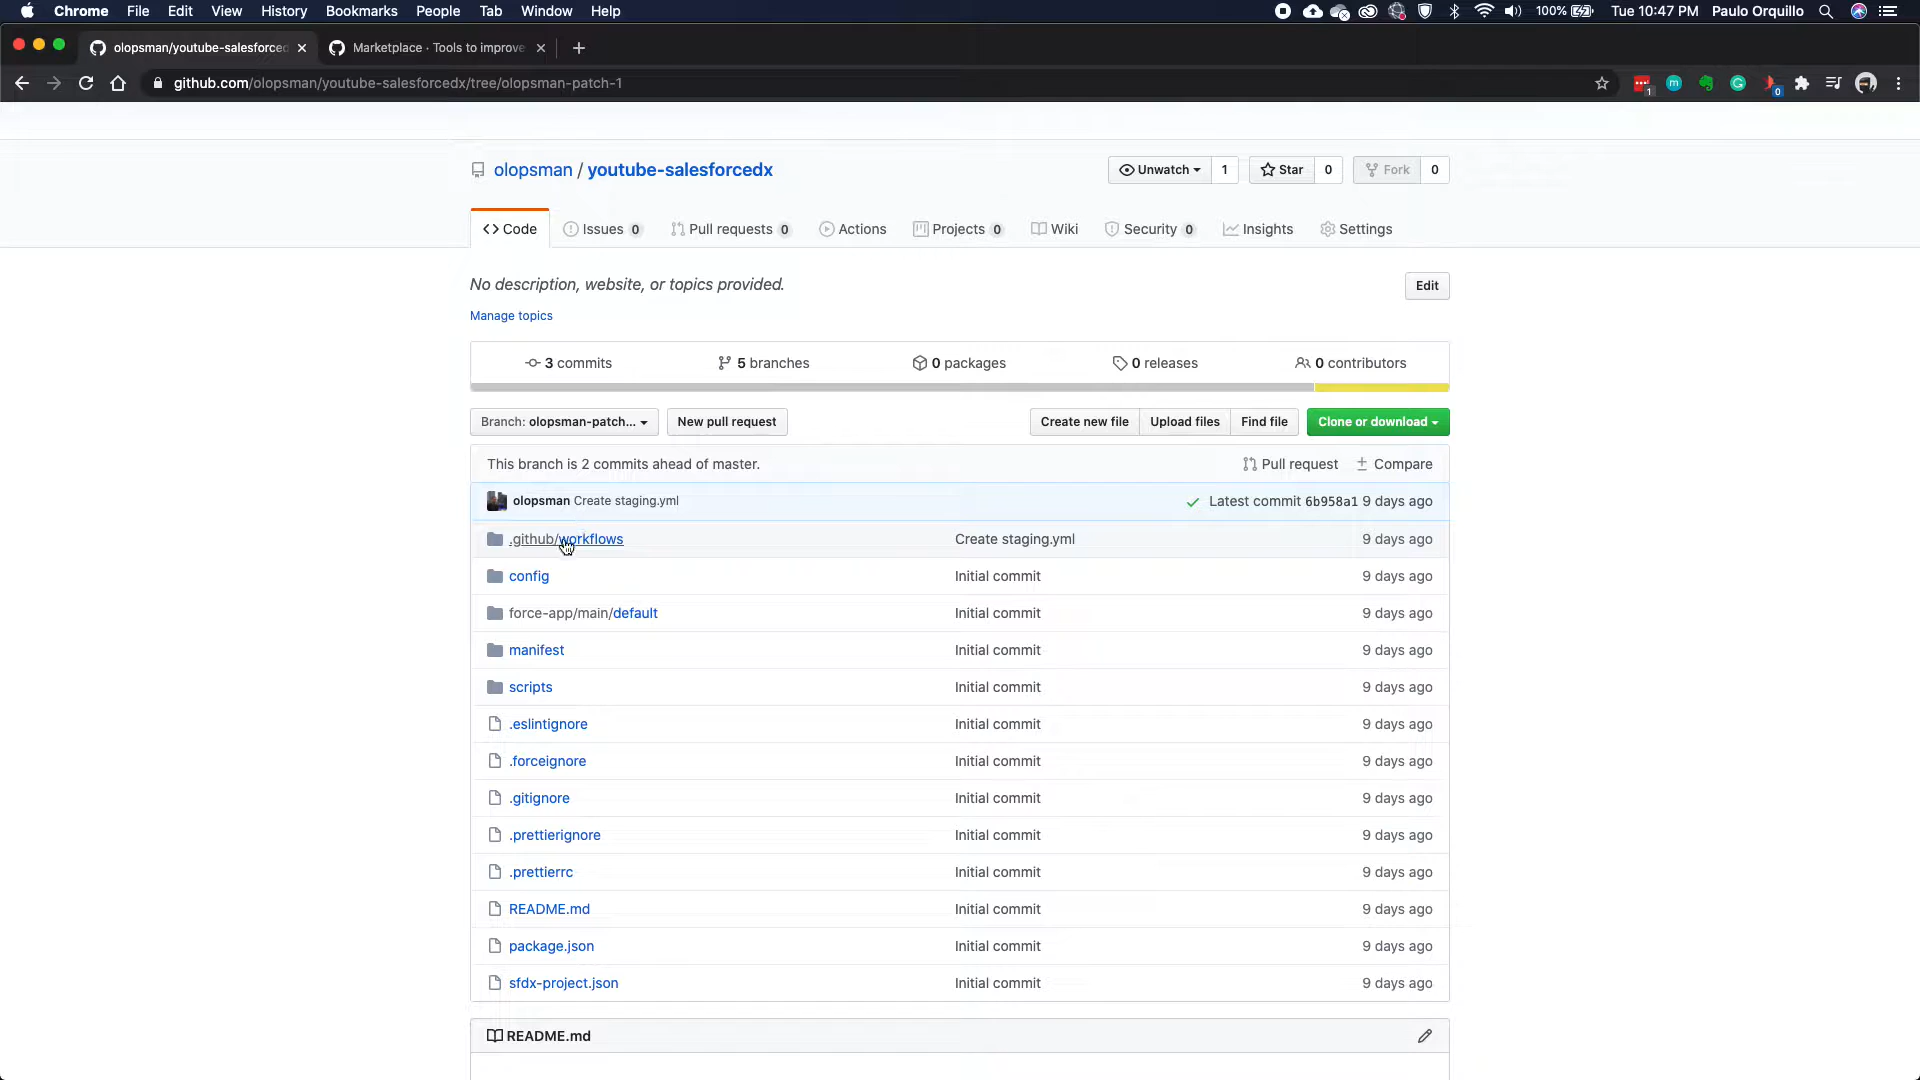 Chrome File Edit View History Bookmarks People Tab Window Help 100% Tue 10:47 PM Paulo Orquillo
olopsman/youtube-salesforced Marketplace · Tools to improve
github.com/olopsman/youtube-salesforcedx/tree/olopsman-patch-1 1 0
olopsman / youtube-salesforcedx Unwatch 1 Star 0 Fork 0
<> Code Issues 0 Pull requests 0 Actions Projects 0 Wiki Security 0 Insights Settings
No description, website, or topics provided. Edit
Manage topics
3 commits 5 branches 0 packages 0 releases 0 contributors
Branch: olopsman-patch... New pull request Create new file Upload files Find file Clone or download
This branch is 2 commits ahead of master. Pull request Compare
olopsman Create staging.yml Latest commit 6b958a1 9 days ago
.github/workflows Create staging.yml 9 days ago
config Initial commit 9 days ago
force-app/main/default Initial commit 9 days ago
manifest Initial commit 9 days ago
scripts Initial commit 9 days ago
.eslintignore Initial commit 9 days ago
.forceignore Initial commit 9 days ago
.gitignore Initial commit 9 days ago
.prettierignore Initial commit 9 days ago
.prettierrc Initial commit 9 days ago
README.md Initial commit 9 days ago
package.json Initial commit 9 days ago
sfdx-project.json Initial commit 9 days ago
README.md